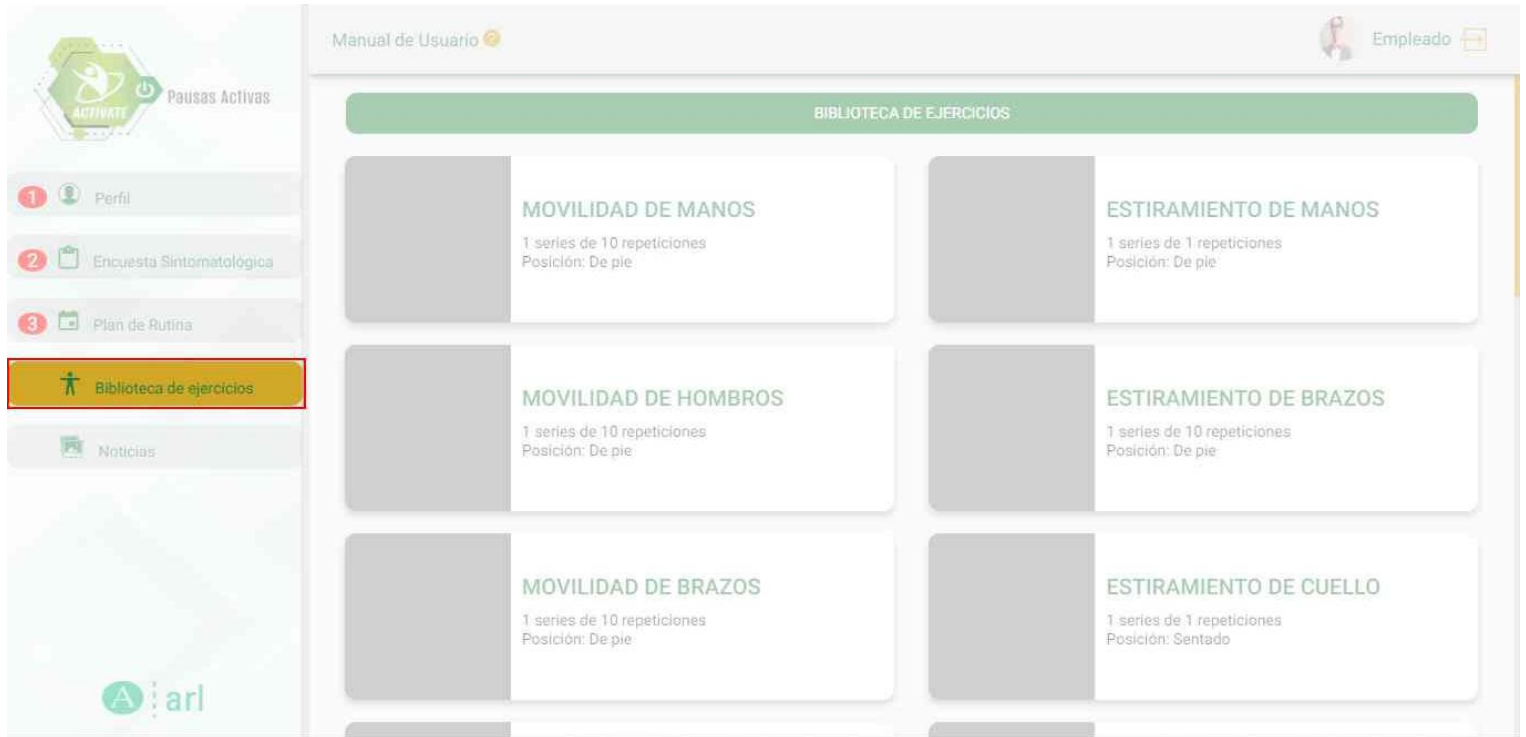 Manual de Usuario ?
Empleado
ACTIVATE
Pausas Activas
1 Perfil
2 Encuesta Sintomatológica
3 Plan de Rutina
Biblioteca de ejercicios
Noticias
A arl
BIBLIOTECA DE EJERCICIOS
MOVILIDAD DE MANOS
1 series de 10 repeticiones
Posición: De pie
ESTIRAMIENTO DE MANOS
1 series de 1 repeticiones
Posición: De pie
MOVILIDAD DE HOMBROS
1 series de 10 repeticiones
Posición: De pie
ESTIRAMIENTO DE BRAZOS
1 series de 10 repeticiones
Posición: De pie
MOVILIDAD DE BRAZOS
1 series de 10 repeticiones
Posición: De pie
ESTIRAMIENTO DE CUELLO
1 series de 1 repeticiones
Posición: Sentado